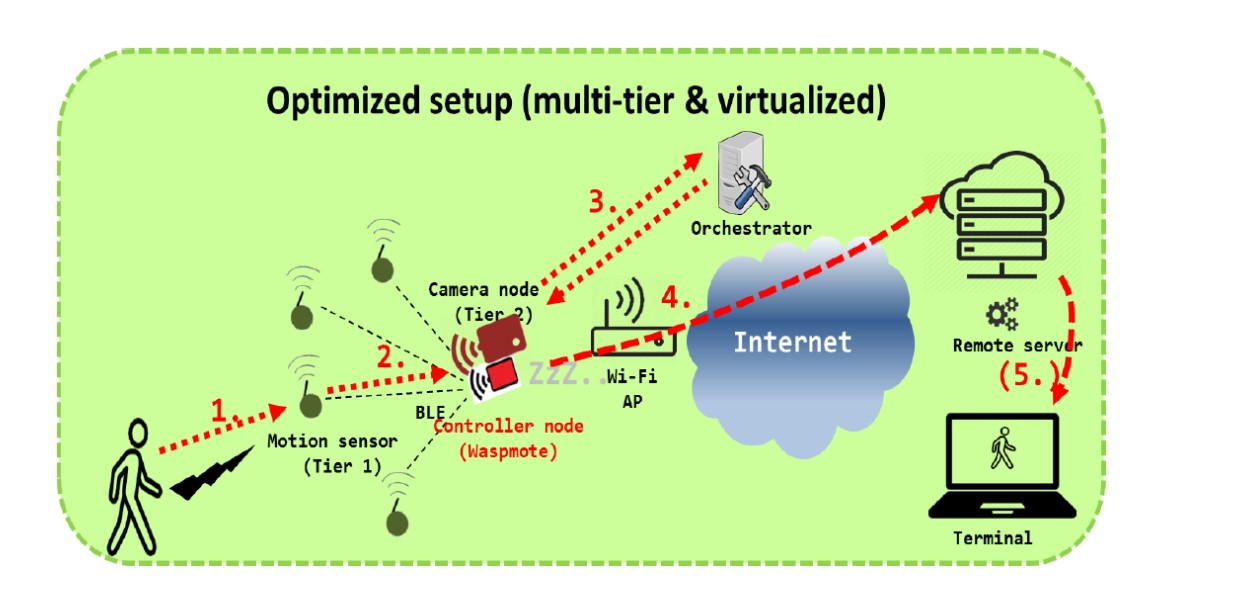 Optimized setup (multi-tier & virtualized)
3.
Orchestrator
Camera node
(Tier 2)
4.
Internet
Remote server
2.
ZzZ..
Wi-Fi
AP
(5.)
1.
BLE
Controller node
(Waspmote)
Motion sensor
(Tier 1)
Terminal